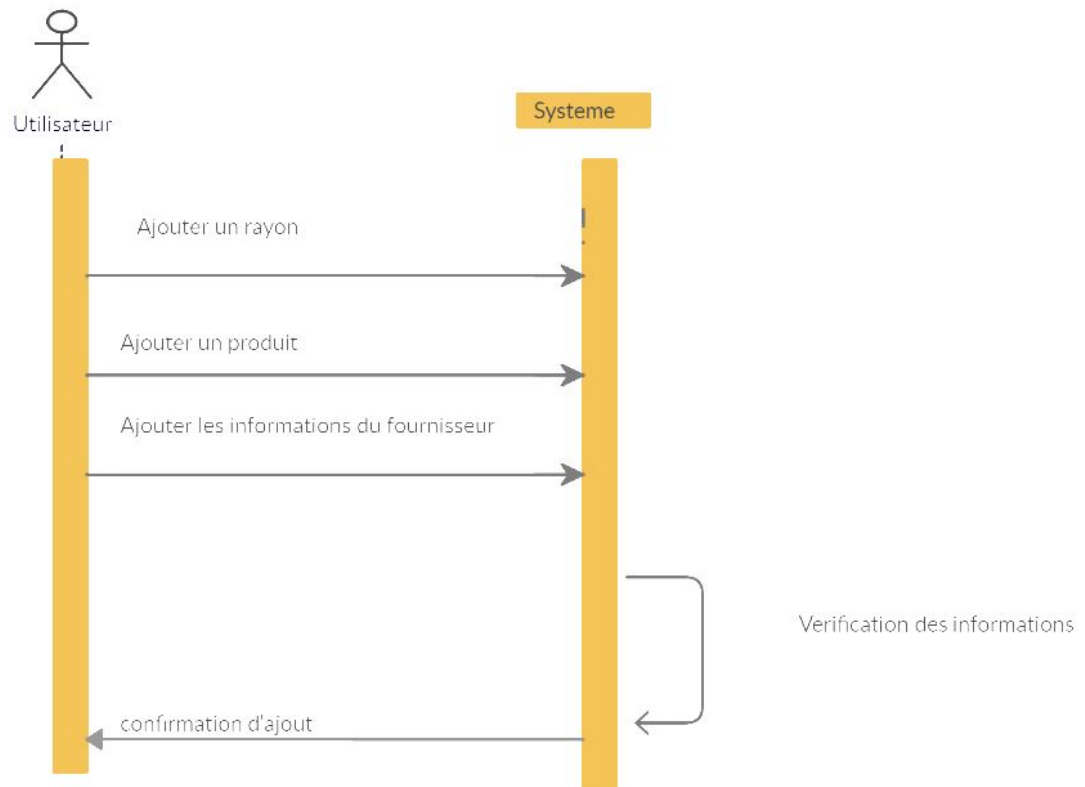 Utilisateur
Systeme
Ajouter un rayon
Ajouter un produit
Ajouter les informations du fournisseur
Verification des informations
confirmation d'ajout